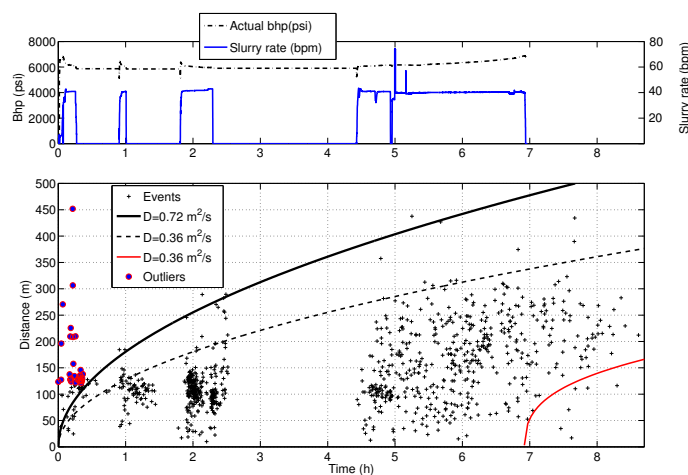 Actual bhp(psi)
Slurry rate (bpm)
8000
6000
4000
2000
0
80
60
40
20
0
Bhp (psi)
Slurry rate (bpm)
0 1 2 3 4 5 6 7 8
500
450
400
350
300
250
200
150
100
50
0
Distance (m)
Events
D=0.72 m²/s
D=0.36 m²/s
D=0.36 m²/s
Outliers
0 1 2 3 4 5 6 7 8
Time (h)